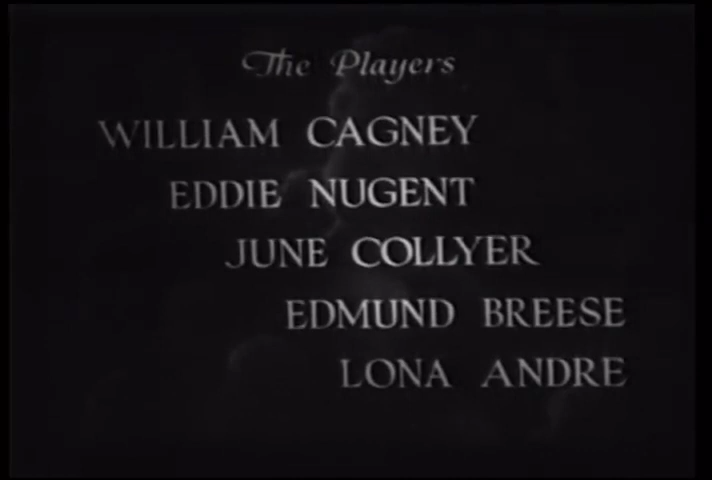 The Players
WILLIAM CAGNEY
EDDIE NUGENT
JUNE COLLYER
EDMUND BREESE
LONA ANDRE